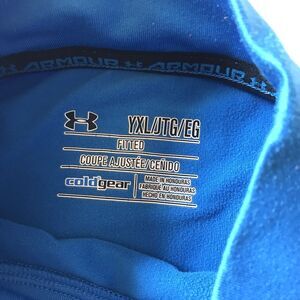 ARMOUR ARMOUR
YXL/JTG/EG
FITTED
COUPE AJUSTÉE/CEÑIDO
coldgear
MADE IN HONDURAS
FABRIQUÉ AU HONDURAS
HECHO EN HONDURAS